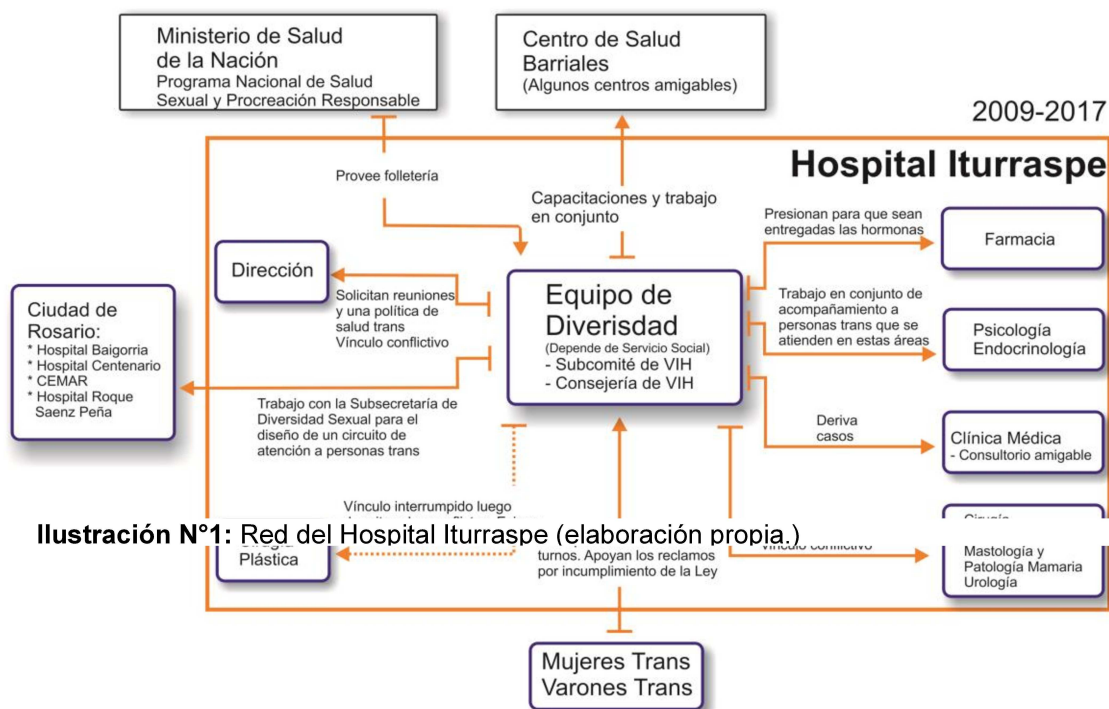 Ministerio de Salud
de la Nación
Programa Nacional de Salud
Sexual y Procreación Responsable
Centro de Salud
Barriales
(Algunos centros amigables)
2009-2017
Hospital Iturraspe
Provee folletería
Capacitaciones y trabajo
en conjunto
Presionan para que sean
entregadas las hormonas
Farmacia
Dirección
Solicitan reuniones
y una política de
salud trans
Vínculo conflictivo
Equipo de
Diverisdad
(Depende de Servicio Social)
- Subcomité de VIH
- Consejería de VIH
Trabajo en conjunto de
acompañamiento a
personas trans que se
atienden en estas áreas
Psicología
Endocrinología
Ciudad de
Rosario:
* Hospital Baigorria
* Hospital Centenario
* CEMAR
* Hospital Roque
Saenz Peña
Trabajo con la Subsecretaría de
Diversidad Sexual para el
diseño de un circuito de
atención a personas trans
Deriva
casos
Clínica Médica
- Consultorio amigable
Vínculo interrumpido luego
Ilustración N°1: Red del Hospital Iturraspe (elaboración propia.)
Plástica
turnos. Apoyan los reclamos
por incumplimiento de la Ley
Vínculo conflictivo
Mastología y
Patología Mamaria
Urología
Mujeres Trans
Varones Trans